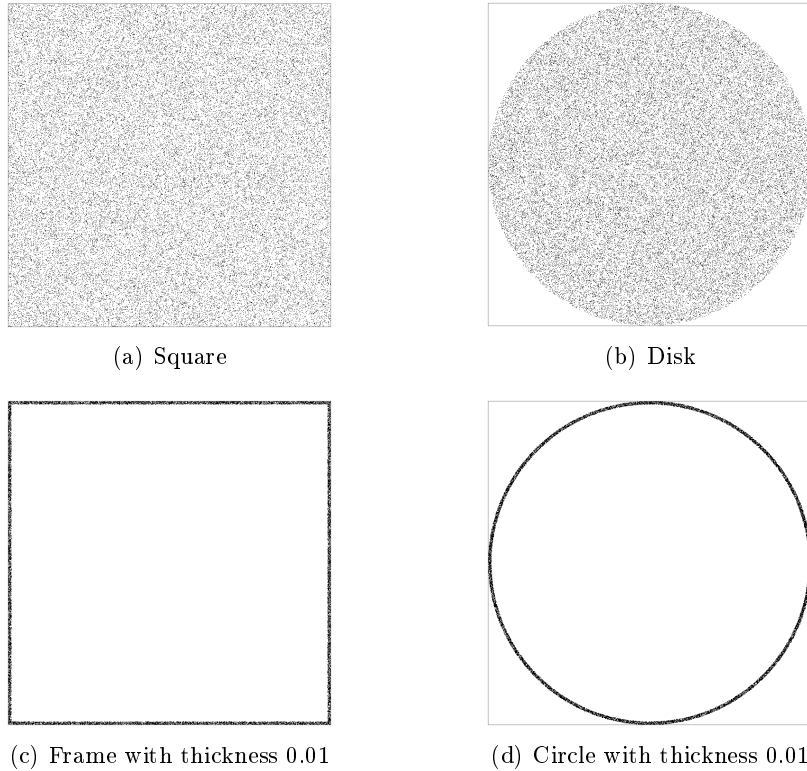 (a) Square
(b) Disk
(c) Frame with thickness 0.01
(d) Circle with thickness 0.01